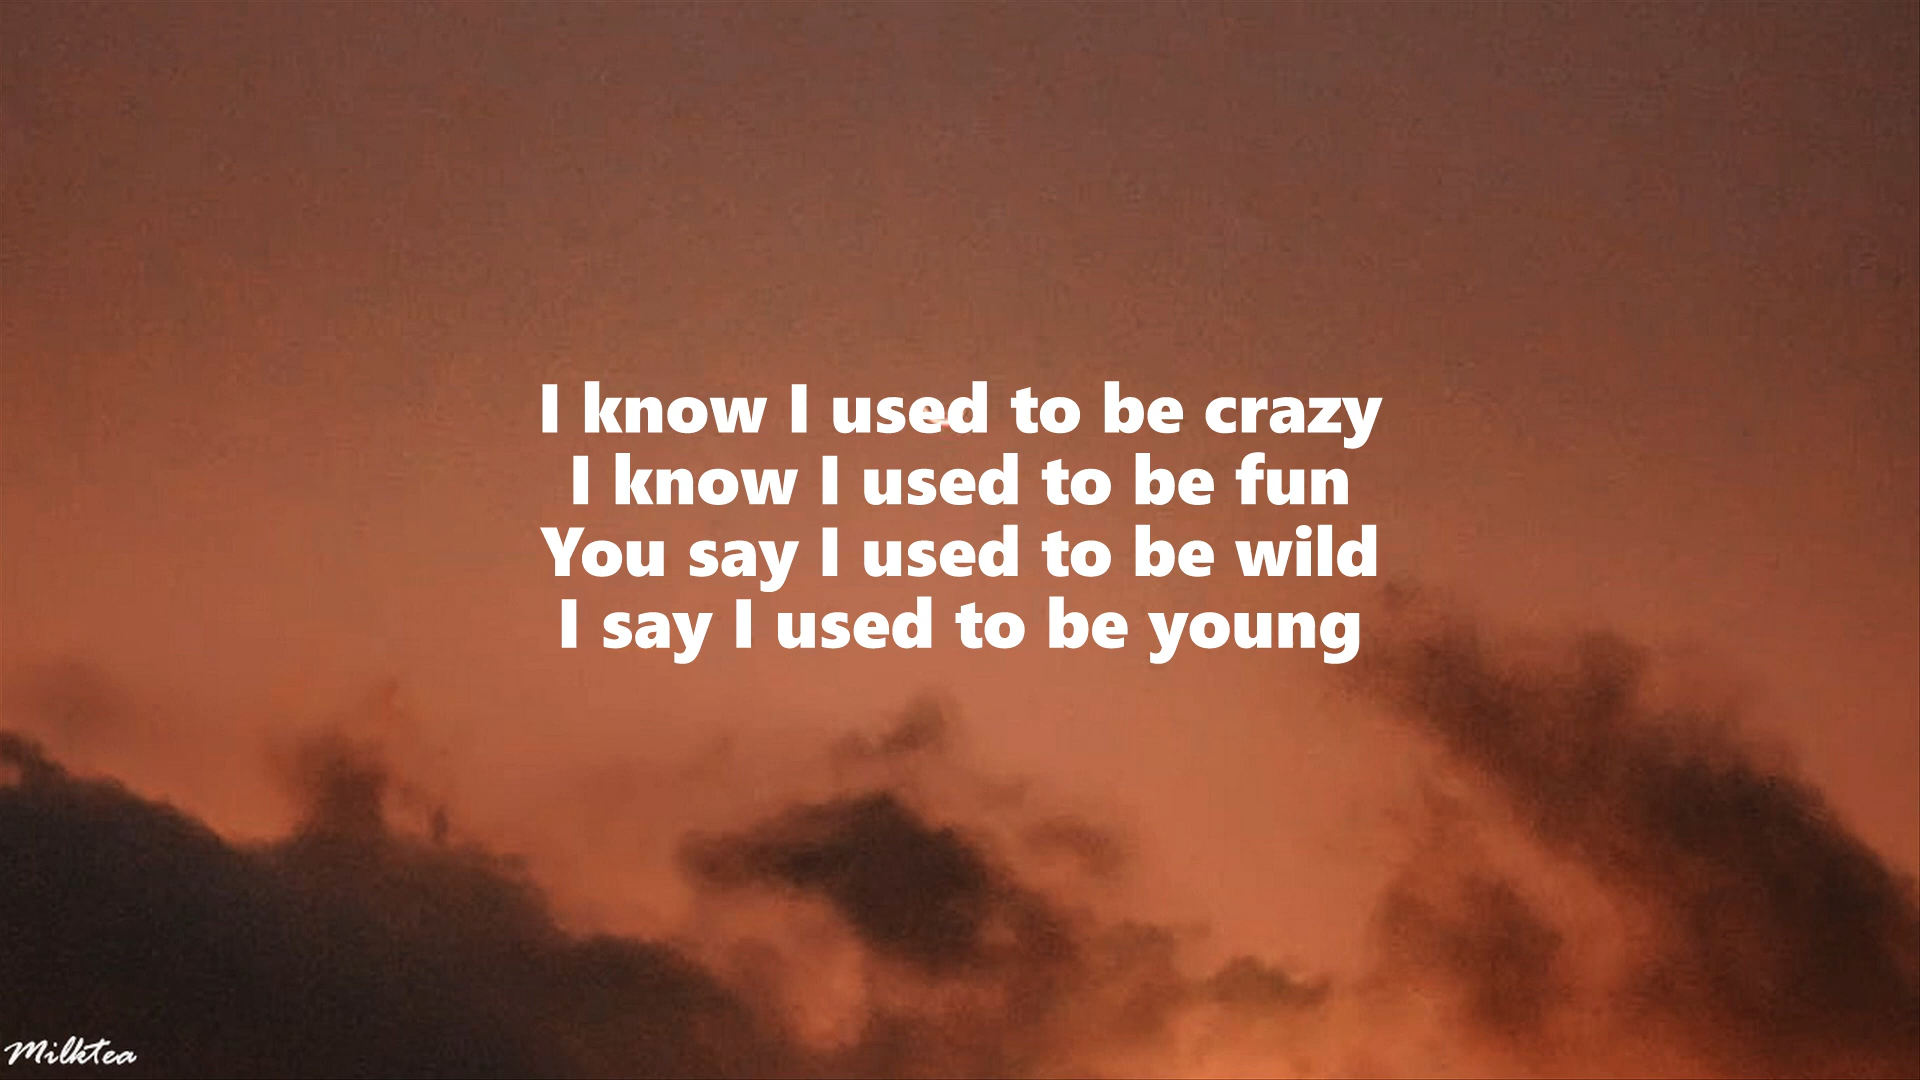 I know I used to be crazy
I know I used to be fun
You say I used to be wild
I say I used to be young
Milktea